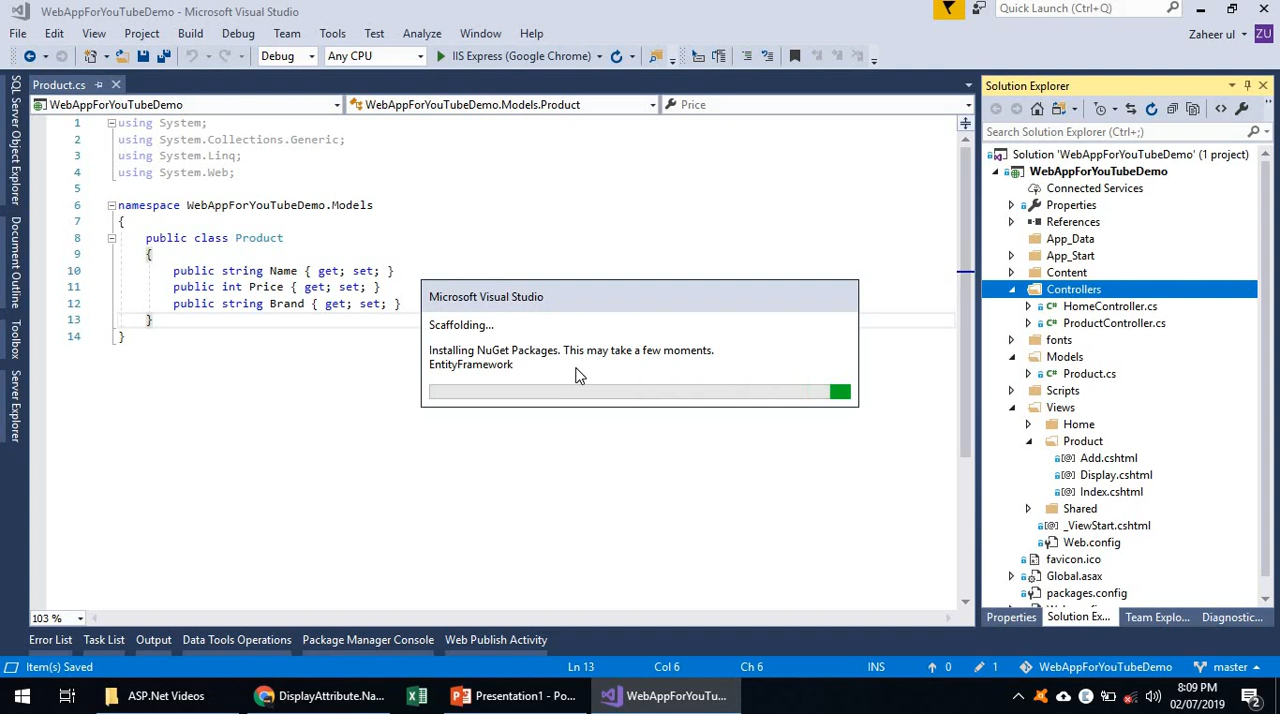 WebAppForYouTubeDemo - Microsoft Visual Studio
Quick Launch (Ctrl+Q)
File Edit View Project Build Debug Team Tools Test Analyze Window Help
Zaheer ul ZU
Debug Any CPU IIS Express (Google Chrome)
Product.cs
WebAppForYouTubeDemo WebAppForYouTubeDemo.Models.Product Price
SQL Server Object Explorer
Document Outline
Toolbox
Server Explorer
1 using System;
2 using System.Collections.Generic;
3 using System.Linq;
4 using System.Web;
5
6 namespace WebAppForYouTubeDemo.Models
7 {
8 public class Product
9 {
10 public string Name { get; set; }
11 public int Price { get; set; }
12 public string Brand { get; set; }
13 }
14 }
Microsoft Visual Studio
Scaffolding...
Installing NuGet Packages. This may take a few moments.
EntityFramework
Solution Explorer
Search Solution Explorer (Ctrl+;)
Solution 'WebAppForYouTubeDemo' (1 project)
WebAppForYouTubeDemo
Connected Services
Properties
References
App_Data
App_Start
Content
Controllers
HomeController.cs
ProductController.cs
fonts
Models
Product.cs
Scripts
Views
Home
Product
Add.cshtml
Display.cshtml
Index.cshtml
Shared
_ViewStart.cshtml
Web.config
favicon.ico
Global.asax
packages.config
Properties Solution Ex... Team Explo... Diagnostic...
103 %
Error List Task List Output Data Tools Operations Package Manager Console Web Publish Activity
Item(s) Saved Ln 13 Col 6 Ch 6 INS 0 1 WebAppForYouTubeDemo master
ASP.Net Videos DisplayAttribute.Na... Presentation1 - Po... WebAppForYouTu...
8:09 PM
02/07/2019
2